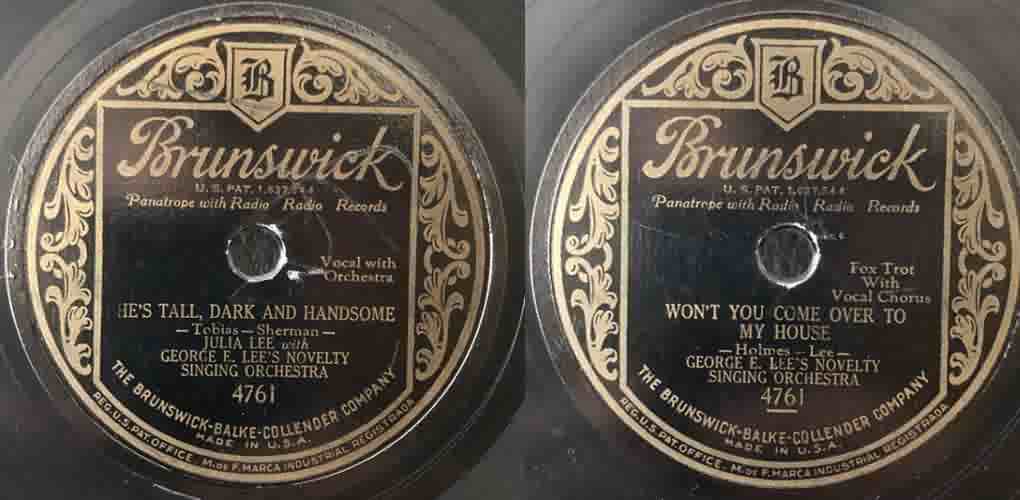 B
Brunswick
U. S. PAT. 1,637,544
Panatrope with Radio Radio Records
Vocal with
Orchestra
HE'S TALL, DARK AND HANDSOME
— Tobias — Sherman —
JULIA LEE with
GEORGE E. LEE'S NOVELTY
SINGING ORCHESTRA
4761
THE BRUNSWICK-BALKE-COLLENDER COMPANY
MADE IN U.S.A.
REG. U.S. PAT. OFFICE. M. DE F. MARCA INDUSTRIAL REGISTRADA
B
Brunswick
U. S. PAT. 1,637,544
Panatrope with Radio Radio Records
Fox Trot
With
Vocal Chorus
WON'T YOU COME OVER TO
MY HOUSE
— Holmes — Lee —
GEORGE E. LEE'S NOVELTY
SINGING ORCHESTRA
4761
THE BRUNSWICK-BALKE-COLLENDER COMPANY
MADE IN U.S.A.
REG. U.S. PAT. OFFICE. M. DE F. MARCA INDUSTRIAL REGISTRADA